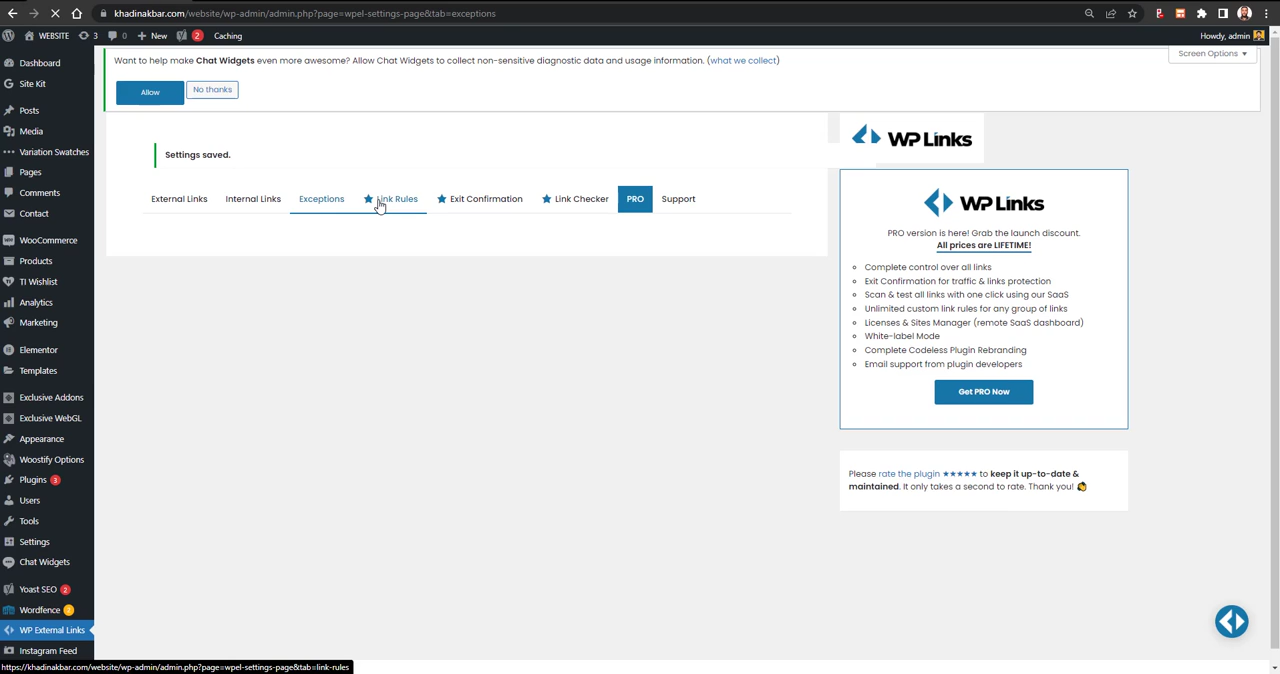 khadinakbar.com/website/wp-admin/admin.php?page=wpel-settings-page&tab=exceptions
WEBSITE 3 0 New 2 Caching
Howdy, admin
Screen Options
Want to help make Chat Widgets even more awesome? Allow Chat Widgets to collect non-sensitive diagnostic data and usage information. (what we collect)
Allow
No thanks
Dashboard
Site Kit
Posts
Media
Variation Swatches
Pages
Comments
Contact
WooCommerce
Products
TI Wishlist
Analytics
Marketing
Elementor
Templates
Exclusive Addons
Exclusive WebGL
Appearance
Woostify Options
Plugins 3
Users
Tools
Settings
Chat Widgets
Yoast SEO 2
Wordfence 2
WP External Links
Instagram Feed
Settings saved.
External Links Internal Links Exceptions Link Rules Exit Confirmation Link Checker PRO Support
WP Links
WP Links
PRO version is here! Grab the launch discount.
All prices are LIFETIME!
Complete control over all links
Exit Confirmation for traffic & links protection
Scan & test all links with one click using our SaaS
Unlimited custom link rules for any group of links
Licenses & Sites Manager (remote SaaS dashboard)
White-label Mode
Complete Codeless Plugin Rebranding
Email support from plugin developers
Get PRO Now
Please rate the plugin ★★★★★ to keep it up-to-date &
maintained. It only takes a second to rate. Thank you!
https://khadinakbar.com/website/wp-admin/admin.php?page=wpel-settings-page&tab=link-rules